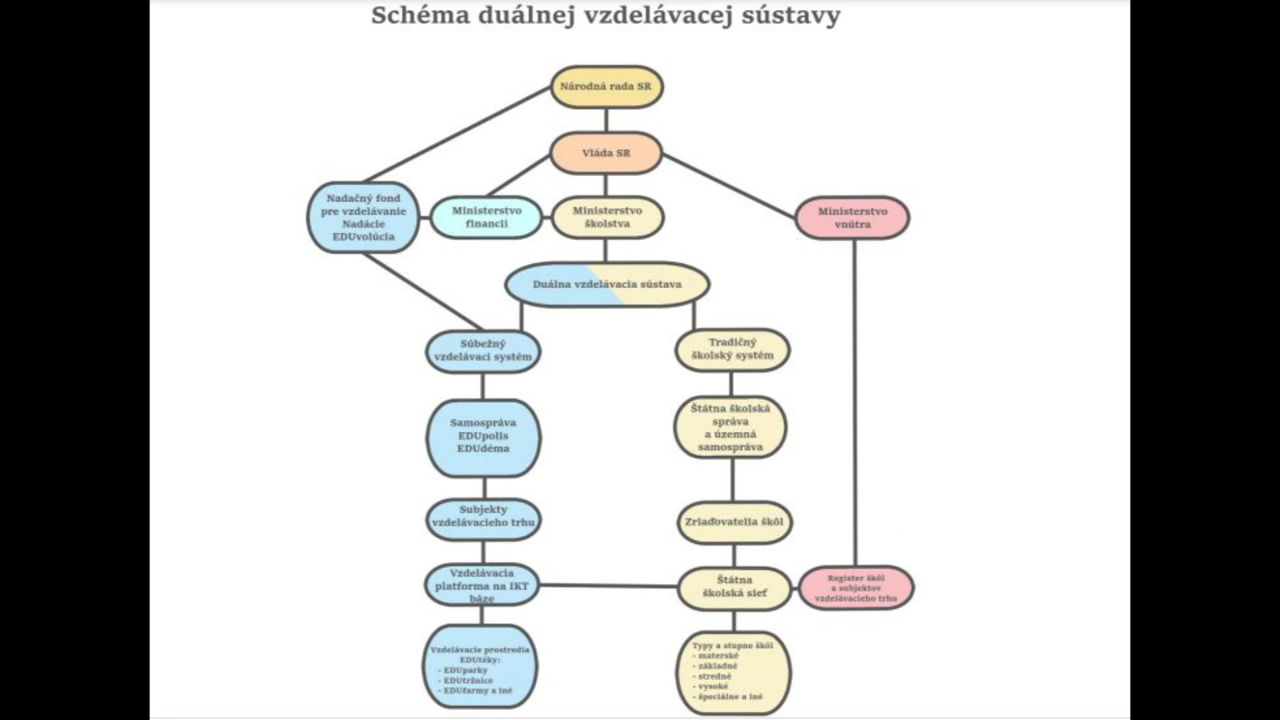 Schéma duálnej vzdelávacej sústavy
Národná rada SR
Vláda SR
Nadačný fond
pre vzdelávanie
Nadácie
EDUvolúcia
Ministerstvo
financií
Ministerstvo
školstva
Ministerstvo
vnútra
Duálna vzdelávacia sústava
Súbežný
vzdelávací systém
Tradičný
školský systém
Samospráva
EDUpolis
EDUdéma
Štátna školská
správa
a územná
samospráva
Subjekty
vzdelávacieho trhu
Zriaďovatelia škôl
Vzdelávacia
platforma na IKT
báze
Štátna
školská sieť
Register škôl
a subjektov
vzdelávacieho trhu
Vzdelávacie prostredia
EDUtéky:
- EDUparky
- EDUtržnice
- EDUfarmy a iné
Typy a stupne škôl
- materské
- základné
- stredné
- vysoké
- špeciálne a iné